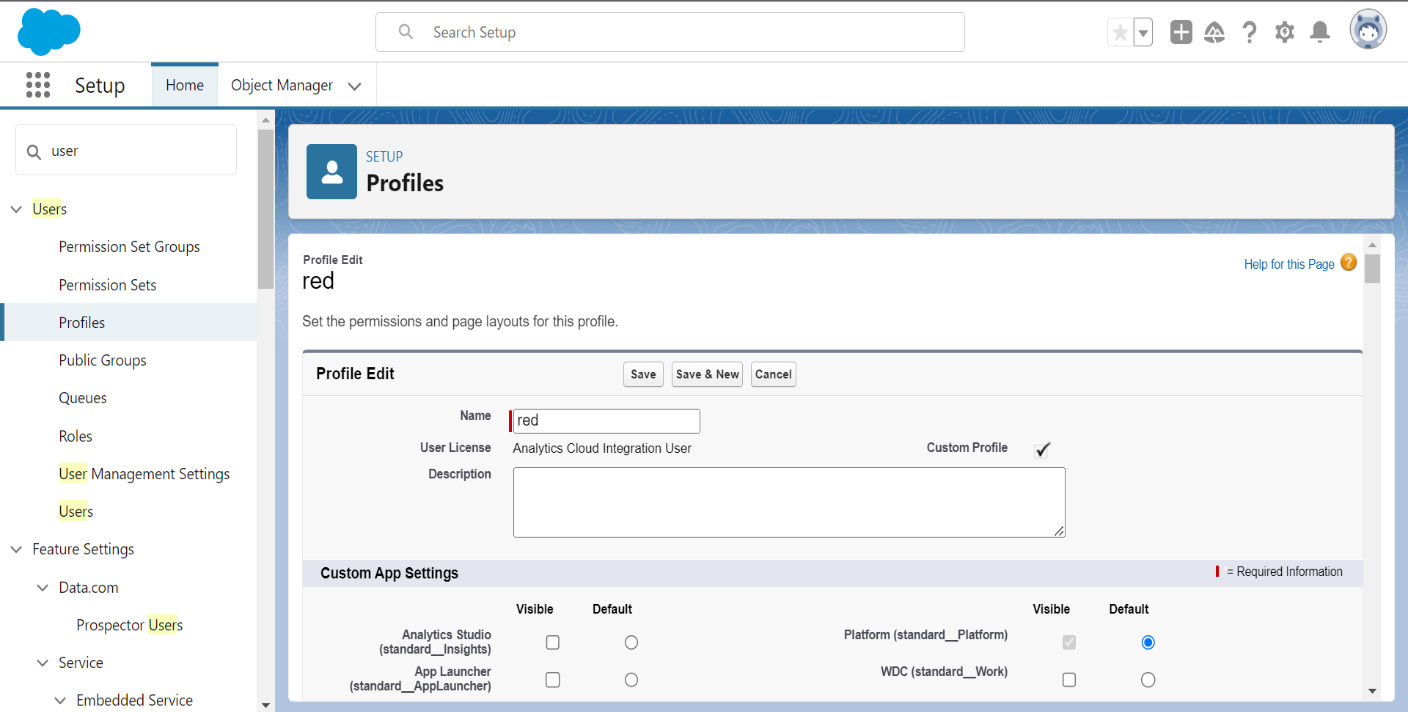 Search Setup
Setup
Home
Object Manager
user
Users
Permission Set Groups
Permission Sets
Profiles
Public Groups
Queues
Roles
User Management Settings
Users
Feature Settings
Data.com
Prospector Users
Service
Embedded Service
SETUP
Profiles
Profile Edit
red
Help for this Page ?
Set the permissions and page layouts for this profile.
Profile Edit
Save
Save & New
Cancel
Name
red
User License
Analytics Cloud Integration User
Custom Profile
Description
Custom App Settings
= Required Information
Visible Default
Visible Default
Analytics Studio
(standard__Insights)
Platform (standard__Platform)
App Launcher
(standard__AppLauncher)
WDC (standard__Work)